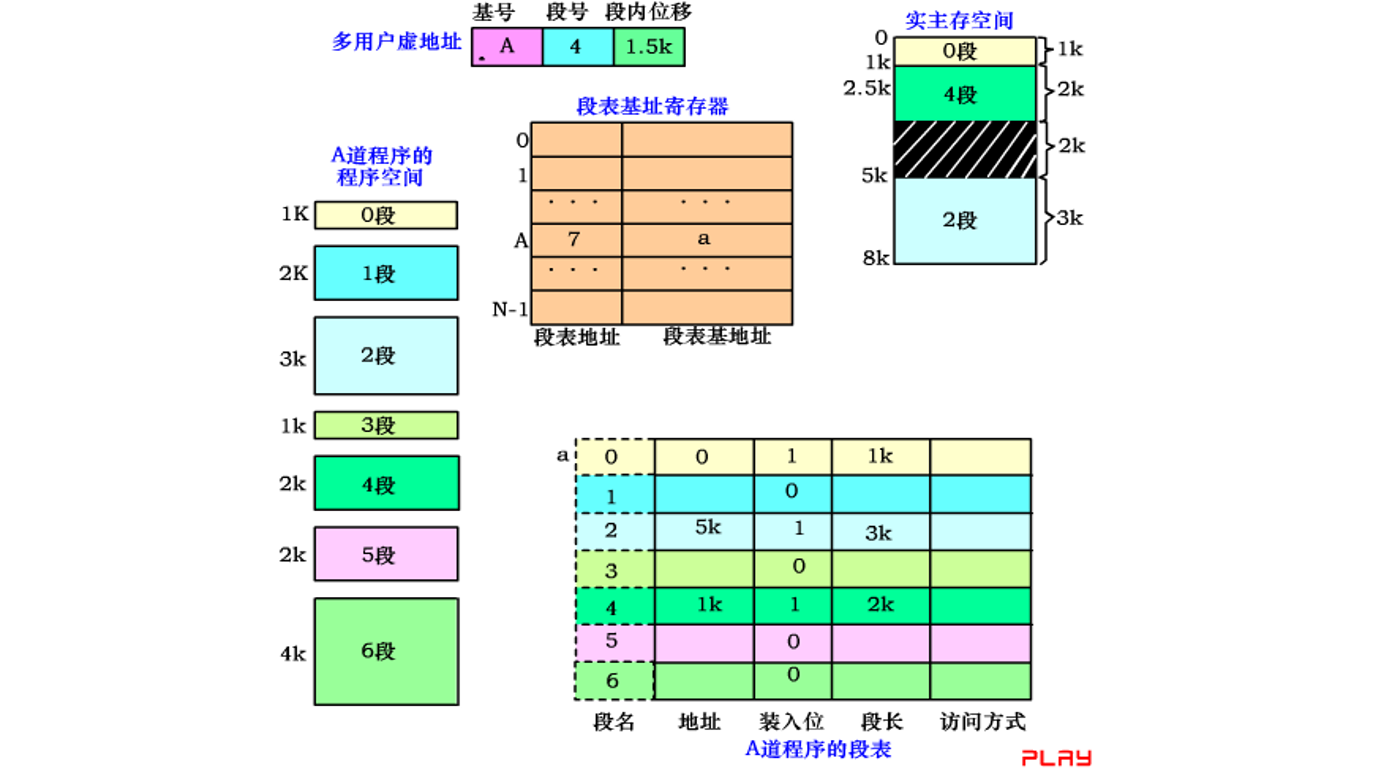 基号 段号 段内位移
多用户虚地址 A 4 1.5k
实主存空间
0
0段 1k
1k
2.5k 4段 2k
2k
5k
2段 3k
8k
段表基址寄存器
0
1
· · · · · ·
A 7 a
· · · · · ·
N-1
段表地址 段表基地址
A道程序的
程序空间
1K 0段
2K 1段
3k 2段
1k 3段
2k 4段
2k 5段
4k 6段
a 0 0 1 1k
1 0
2 5k 1 3k
3 0
4 1k 1 2k
5 0
6 0
段名 地址 装入位 段长 访问方式
A道程序的段表
PLAY